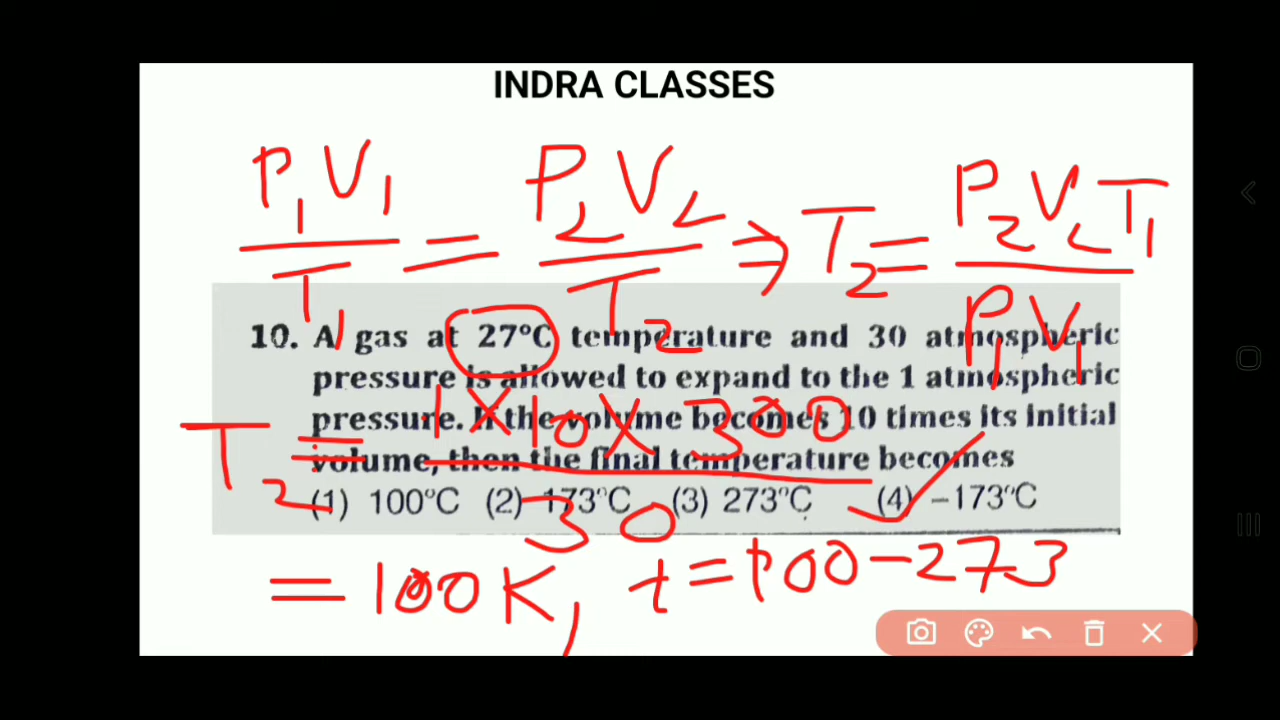 INDRA CLASSES
P₁V₁/T₁ = P₂V₂/T₂ ⇒ T₂ = P₂V₂T₁/P₁V₁
10. A gas at 27°C temperature and 30 atmospheric
pressure is allowed to expand to the 1 atmospheric
pressure. If the volume becomes 10 times its initial
volume, then the final temperature becomes
T₂ = 1×10×300/30
(1) 100°C (2) 173°C (3) 273°C (4) −173°C
= 100K, t = 100−273